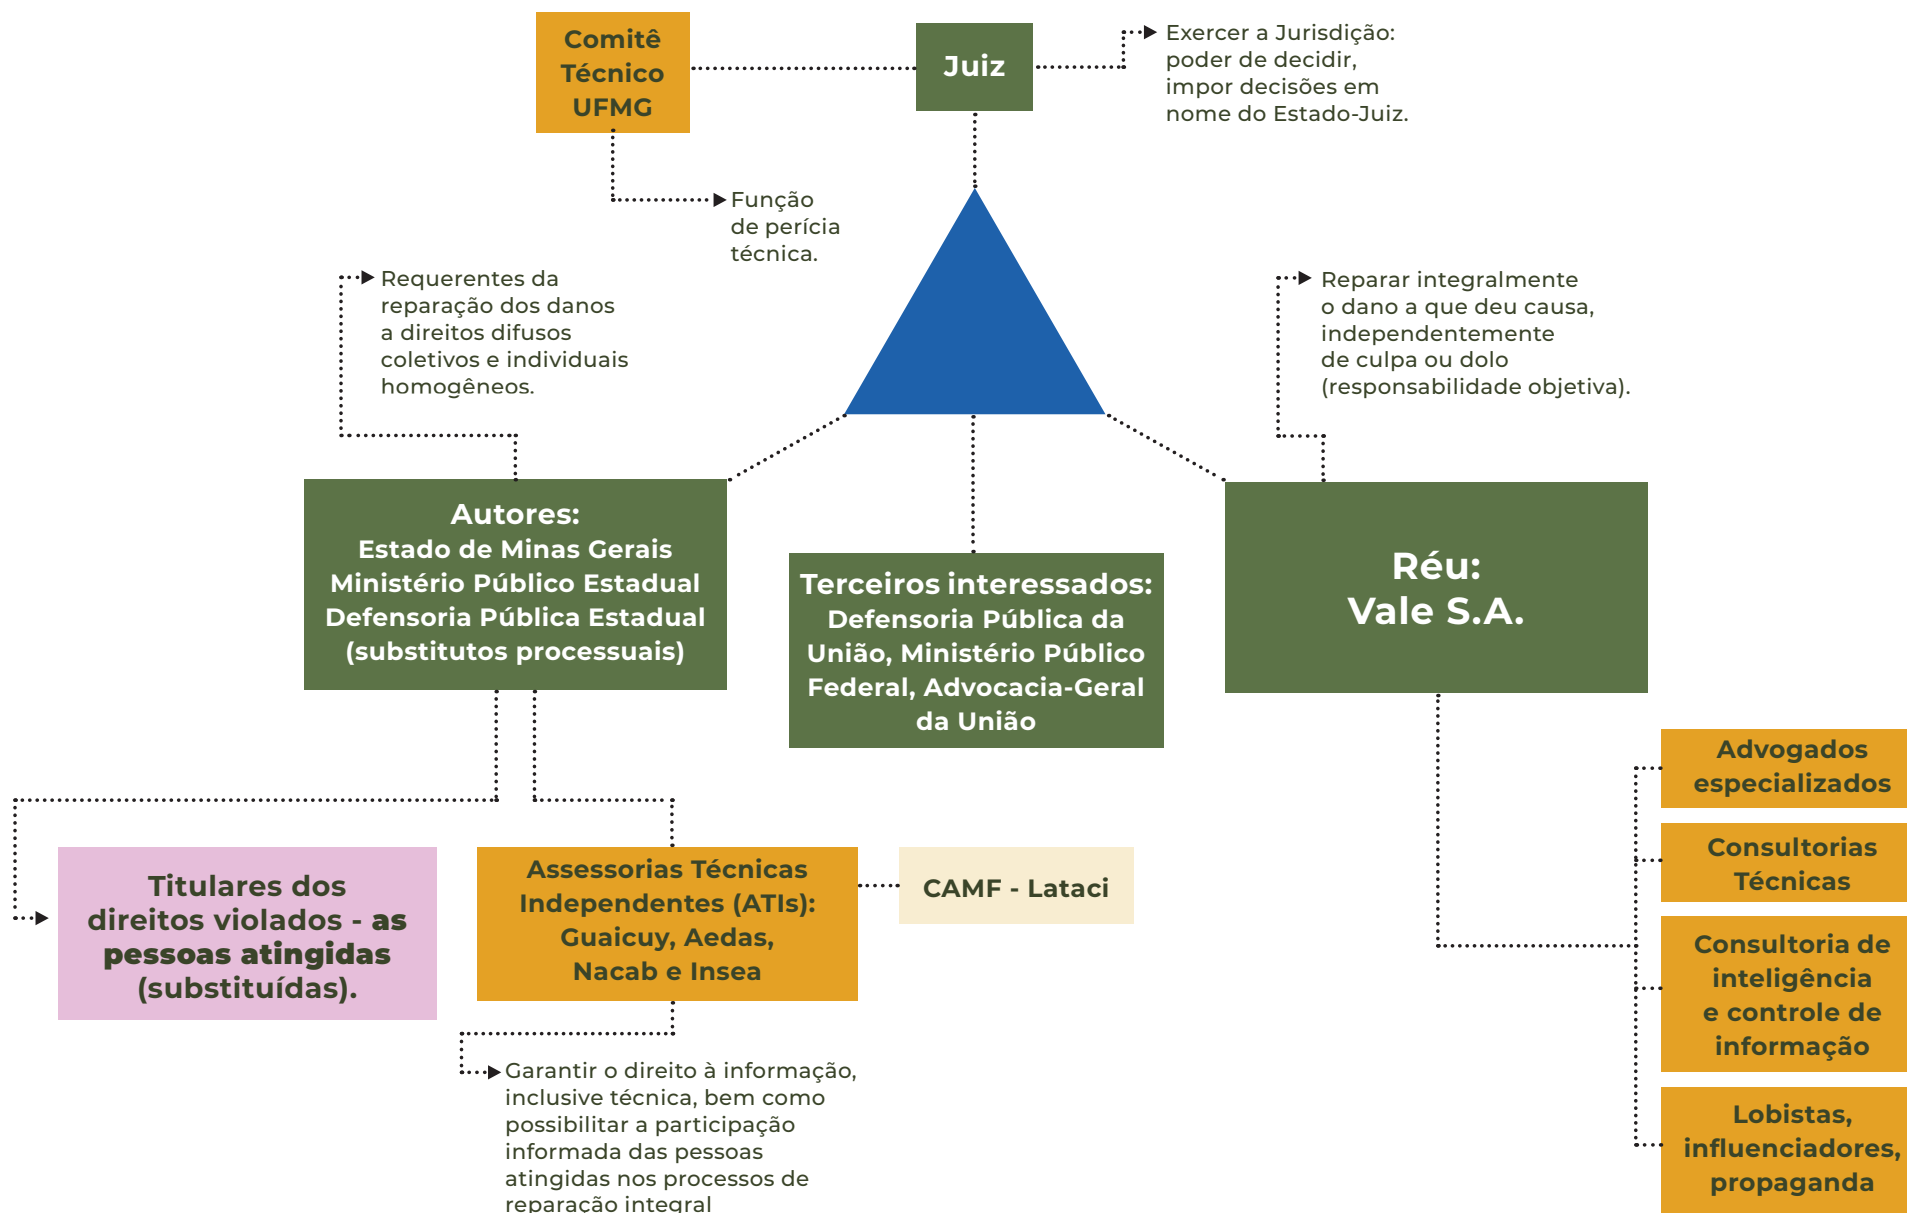 Comitê
Técnico
UFMG
Juiz
Exercer a Jurisdição:
poder de decidir,
impor decisões em
nome do Estado-Juiz.
Função
de perícia
técnica.
Requerentes da
reparação dos danos
a direitos difusos
coletivos e individuais
homogêneos.
Reparar integralmente
o dano a que deu causa,
independentemente
de culpa ou dolo
(responsabilidade objetiva).
Autores:
Estado de Minas Gerais
Ministério Público Estadual
Defensoria Pública Estadual
(substitutos processuais)
Terceiros interessados:
Defensoria Pública da
União, Ministério Público
Federal, Advocacia-Geral
da União
Réu:
Vale S.A.
Titulares dos
direitos violados - as
pessoas atingidas
(substituídas).
Assessorias Técnicas
Independentes (ATIs):
Guaicuy, Aedas,
Nacab e Insea
CAMF - Lataci
Garantir o direito à informação,
inclusive técnica, bem como
possibilitar a participação
informada das pessoas
atingidas nos processos de
reparação integral
Advogados
especializados
Consultorias
Técnicas
Consultoria de
inteligência
e controle de
informação
Lobistas,
influenciadores,
propaganda